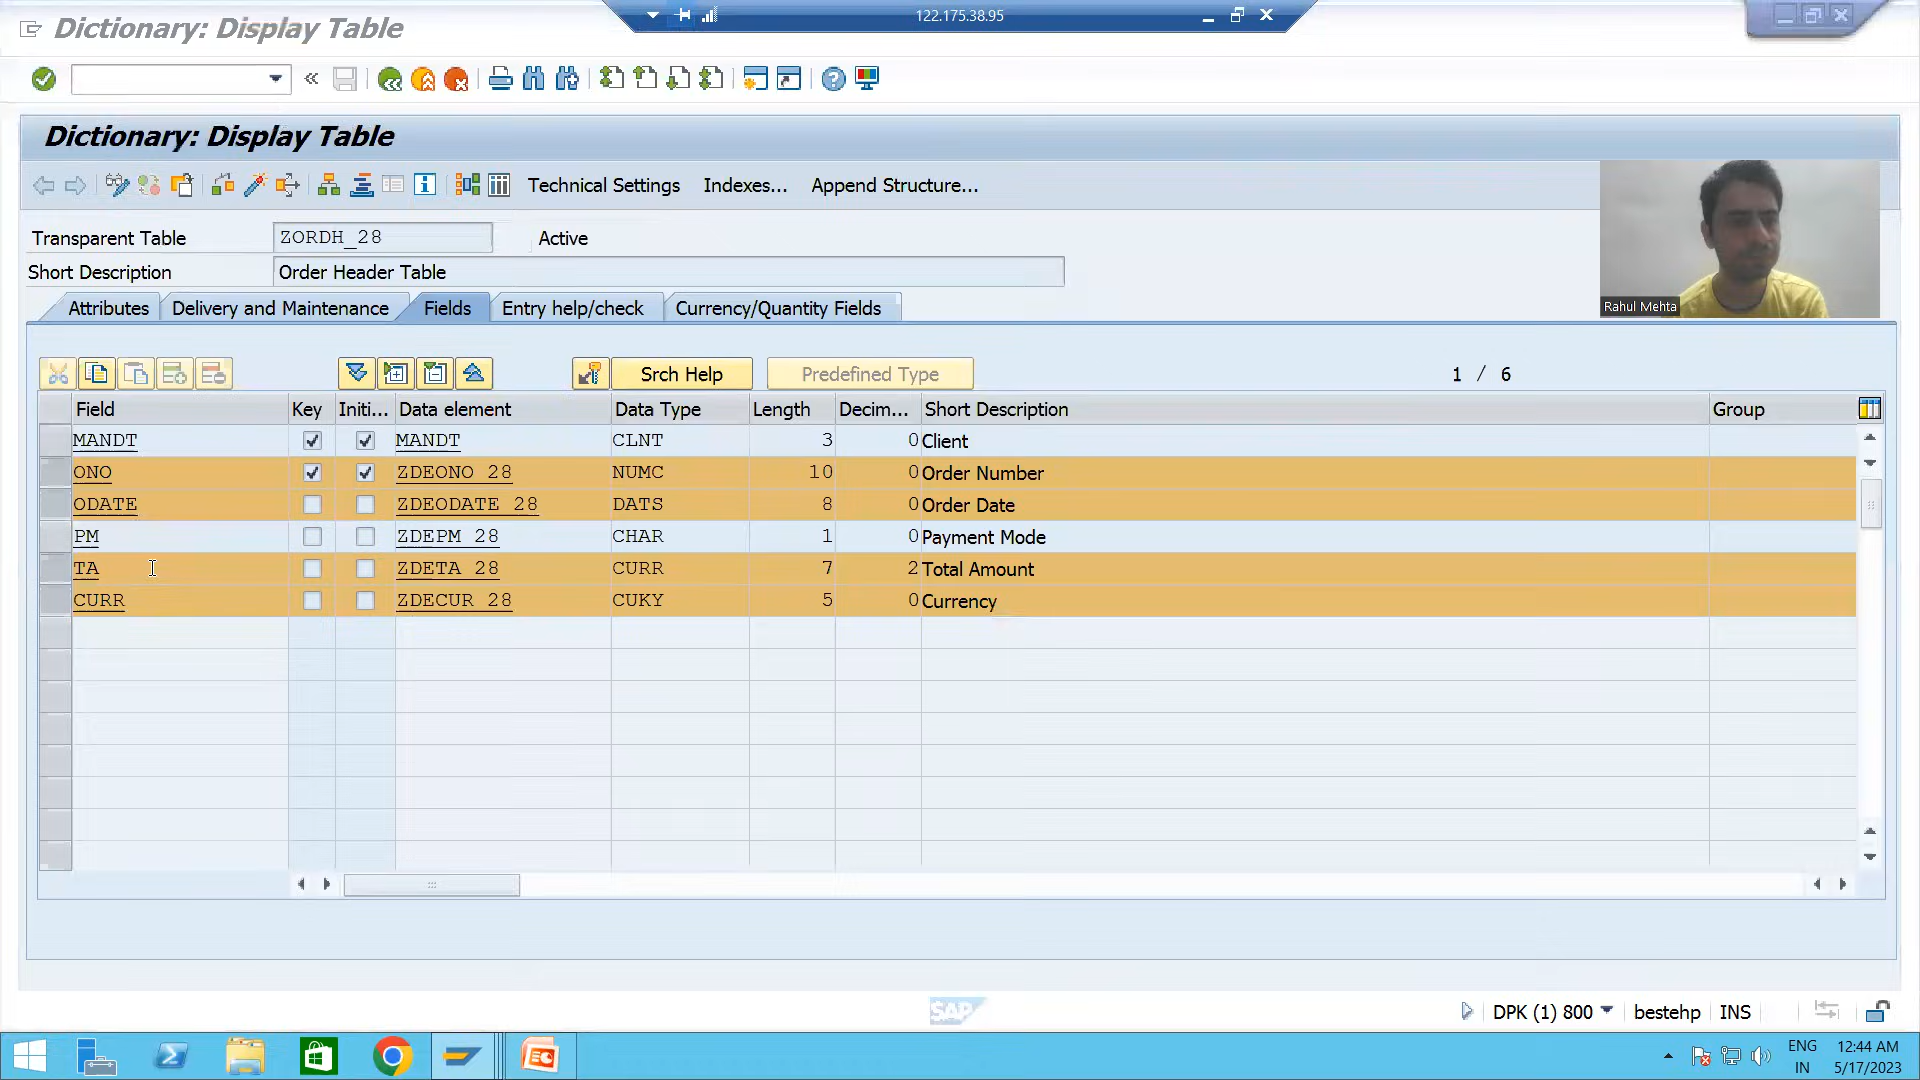 Dictionary: Display Table
122.175.38.95
Dictionary: Display Table
Technical Settings Indexes... Append Structure...
Transparent Table ZORDH_28 Active
Short Description Order Header Table
Rahul Mehta
Attributes Delivery and Maintenance Fields Entry help/check Currency/Quantity Fields
Srch Help Predefined Type 1 / 6
Field Key Initi... Data element Data Type Length Decim... Short Description Group
MANDT MANDT CLNT 3 0 Client
ONO ZDEONO_28 NUMC 10 0 Order Number
ODATE ZDEODATE_28 DATS 8 0 Order Date
PM ZDEPM_28 CHAR 1 0 Payment Mode
TA ZDETA_28 CURR 7 2 Total Amount
CURR ZDECUR_28 CUKY 5 0 Currency
SAP
DPK (1) 800 bestehp INS
ENG 12:44 AM
IN 5/17/2023